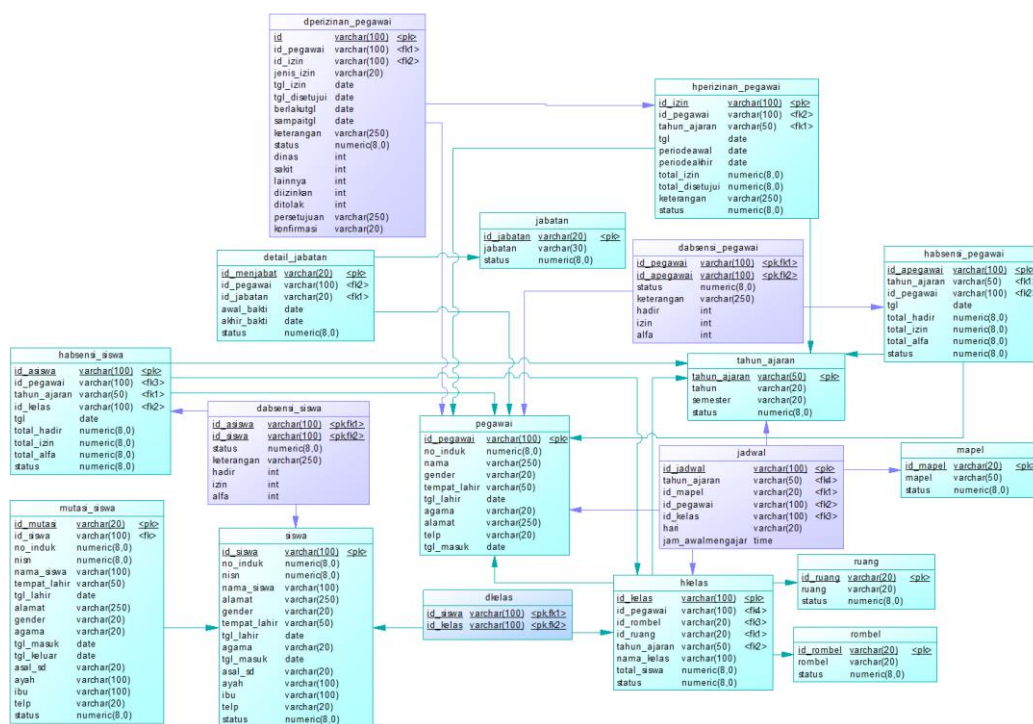 dperizinan_pegawai
id varchar(100) <pk>
id_pegawai varchar(100) <fk1>
id_izin varchar(100) <fk2>
jenis_izin varchar(20)
tgl_izin date
tgl_disetujui date
berlakutgl date
sampaitgl date
keterangan varchar(250)
status numeric(8,0)
dinas int
sakit int
lainnya int
diizinkan int
ditolak int
persetujuan varchar(250)
konfirmasi varchar(20)
hperizinan_pegawai
id_izin varchar(100) <pk>
id_pegawai varchar(100) <fk2>
tahun_ajaran varchar(50) <fk1>
tgl date
periodeawal date
periodeakhir date
total_izin numeric(8,0)
total_disetujui numeric(8,0)
keterangan varchar(250)
status numeric(8,0)
jabatan
id_jabatan varchar(20) <pk>
jabatan varchar(30)
status numeric(8,0)
detail_jabatan
id_menjabat varchar(20) <pk>
id_pegawai varchar(100) <fk2>
id_jabatan varchar(20) <fk1>
awal_bakti date
akhir_bakti date
status numeric(8,0)
dabsensi_pegawai
id_pegawai varchar(100) <pk,fk1>
id_apegawai varchar(100) <pk,fk2>
status numeric(8,0)
keterangan varchar(250)
hadir int
izin int
alfa int
habsensi_pegawai
id_apegawai varchar(100) <pk>
tahun_ajaran varchar(50) <fk1>
id_pegawai varchar(100) <fk2>
tgl date
total_hadir numeric(8,0)
total_izin numeric(8,0)
total_alfa numeric(8,0)
status numeric(8,0)
habsensi_siswa
id_asiswa varchar(100) <pk>
id_pegawai varchar(100) <fk3>
tahun_ajaran varchar(50) <fk1>
id_kelas varchar(100) <fk2>
tgl date
total_hadir numeric(8,0)
total_izin numeric(8,0)
total_alfa numeric(8,0)
status numeric(8,0)
tahun_ajaran
tahun_ajaran varchar(50) <pk>
tahun varchar(20)
semester varchar(20)
status numeric(8,0)
dabsensi_siswa
id_asiswa varchar(100) <pk,fk1>
id_siswa varchar(100) <pk,fk2>
status numeric(8,0)
keterangan varchar(250)
hadir int
izin int
alfa int
pegawai
id_pegawai varchar(100) <pk>
no_induk numeric(8,0)
nama varchar(250)
gender varchar(20)
tempat_lahir varchar(50)
tgl_lahir date
agama varchar(20)
alamat varchar(250)
telp varchar(20)
tgl_masuk date
jadwal
id_jadwal varchar(100) <pk>
tahun_ajaran varchar(50) <fk4>
id_mapel varchar(20) <fk1>
id_pegawai varchar(100) <fk2>
id_kelas varchar(100) <fk3>
hari varchar(20)
jam_awalmengajar time
mapel
id_mapel varchar(20) <pk>
mapel varchar(50)
status numeric(8,0)
mutasi_siswa
id_mutasi varchar(20) <pk>
id_siswa varchar(100) <fk>
no_induk numeric(8,0)
nisn numeric(8,0)
nama_siswa varchar(100)
tempat_lahir varchar(50)
tgl_lahir date
alamat varchar(250)
gender varchar(20)
agama varchar(20)
tgl_masuk date
tgl_keluar date
asal_sd varchar(20)
ayah varchar(100)
ibu varchar(100)
telp varchar(20)
status numeric(8,0)
siswa
id_siswa varchar(100) <pk>
no_induk numeric(8,0)
nisn numeric(8,0)
nama_siswa varchar(100)
alamat varchar(250)
gender varchar(20)
tempat_lahir varchar(50)
tgl_lahir date
agama varchar(20)
tgl_masuk date
asal_sd varchar(20)
ayah varchar(100)
ibu varchar(100)
telp varchar(20)
status numeric(8,0)
dkelas
id_siswa varchar(100) <pk,fk1>
id_kelas varchar(100) <pk,fk2>
hkelas
id_kelas varchar(100) <pk>
id_pegawai varchar(100) <fk4>
id_rombel varchar(20) <fk3>
id_ruang varchar(20) <fk1>
tahun_ajaran varchar(50) <fk2>
nama_kelas varchar(100)
total_siswa numeric(8,0)
status numeric(8,0)
ruang
id_ruang varchar(20) <pk>
ruang varchar(20)
status numeric(8,0)
rombel
id_rombel varchar(20) <pk>
rombel varchar(20)
status numeric(8,0)